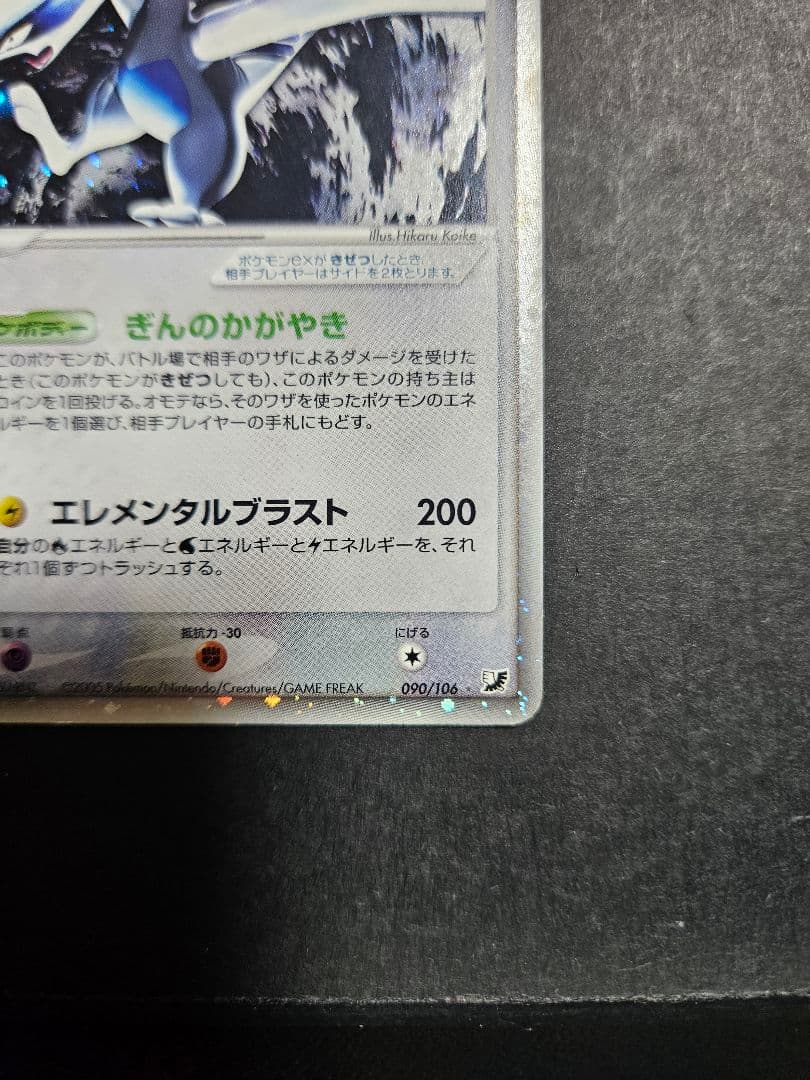 Illus.Hikaru Koike
ポケモンexが きぜつしたとき、
相手プレイヤーはサイドを2枚とります。
ケボディー ぎんのかがやき
このポケモンが、バトル場で相手のワザによるダメージを受けた
とき(このポケモンがきぜつしても)、このポケモンの持ち主は
コインを1回投げる。オモテなら、そのワザを使ったポケモンのエネ
ルギーを1個選び、相手プレイヤーの手札にもどす。
エレメンタルブラスト 200
自分のエネルギーとエネルギーとエネルギーを、それ
ぞれ1個ずつトラッシュする。
弱点 抵抗力 -30 にげる
©2005 Pokémon/Nintendo/Creatures/GAME FREAK 090/106